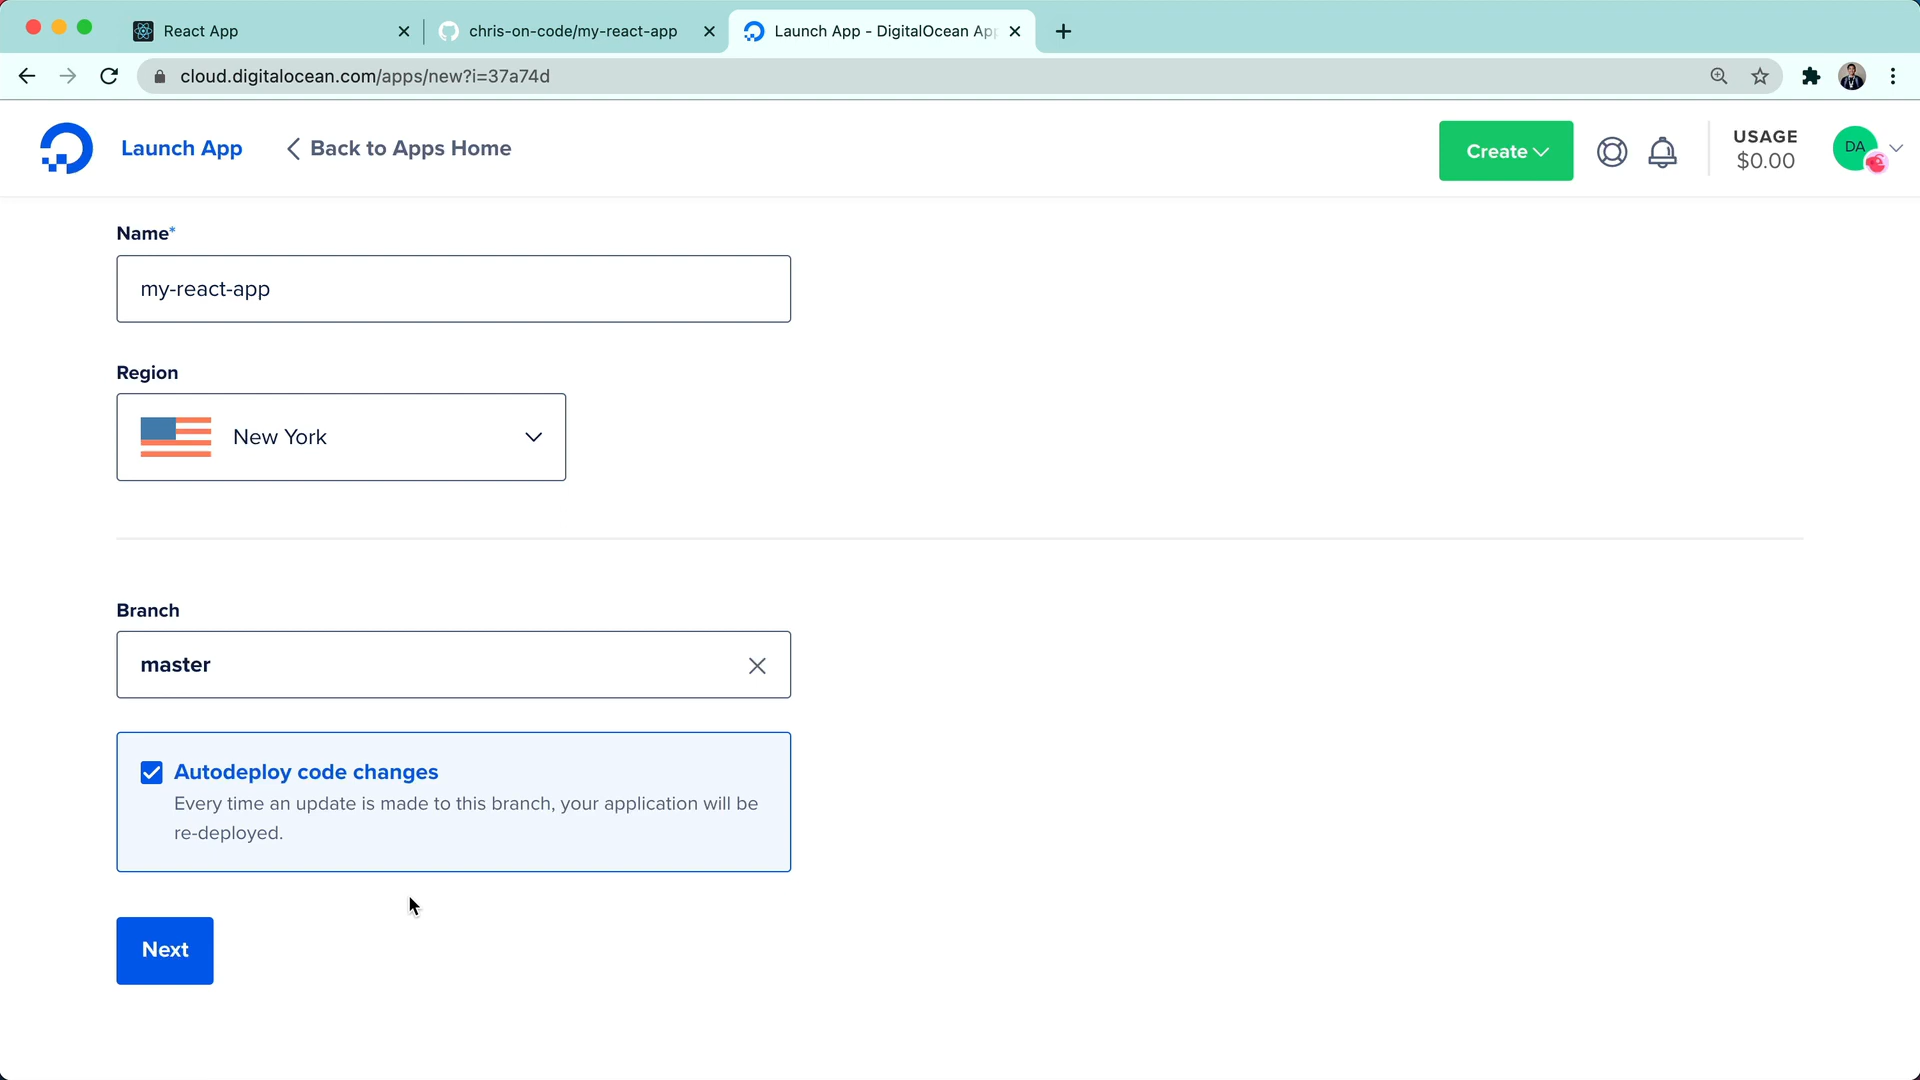 React App
chris-on-code/my-react-app
Launch App - DigitalOcean App
cloud.digitalocean.com/apps/new?i=37a74d
Launch App
Back to Apps Home
Create
USAGE
$0.00
DA
Name*
my-react-app
Region
New York
Branch
master
Autodeploy code changes
Every time an update is made to this branch, your application will be
re-deployed.
Next